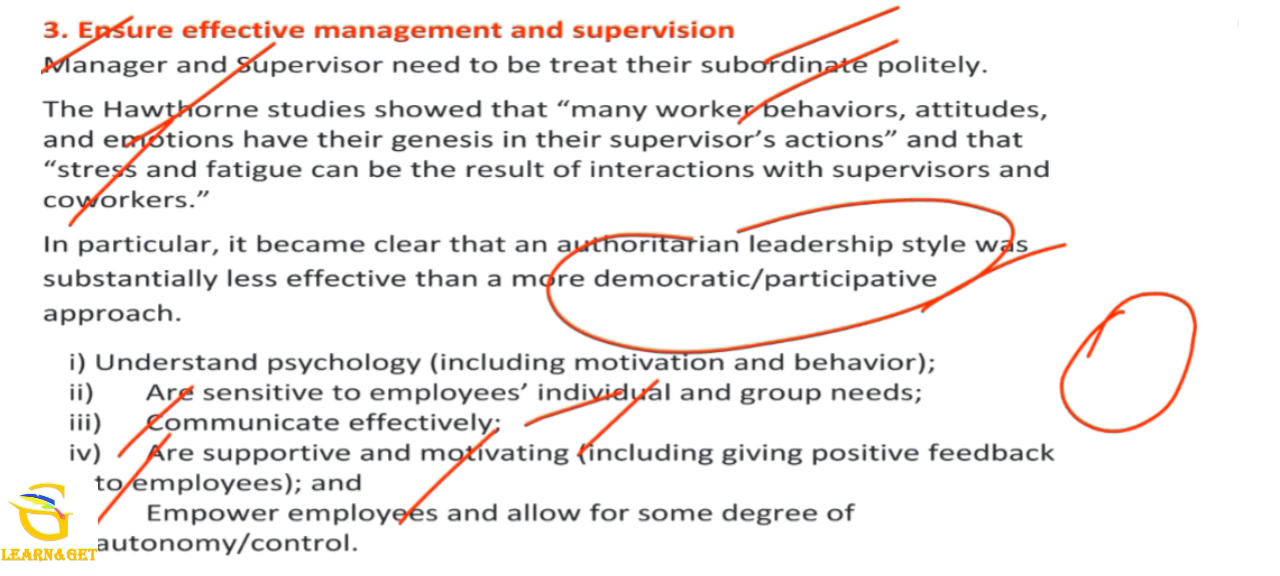 3. Ensure effective management and supervision
Manager and Supervisor need to be treat their subordinate politely.
The Hawthorne studies showed that “many worker behaviors, attitudes,
and emotions have their genesis in their supervisor’s actions” and that
“stress and fatigue can be the result of interactions with supervisors and
coworkers.”
In particular, it became clear that an authoritarian leadership style was
substantially less effective than a more democratic/participative
approach.
i) Understand psychology (including motivation and behavior);
ii) Are sensitive to employees’ individual and group needs;
iii) Communicate effectively;
iv) Are supportive and motivating (including giving positive feedback
to employees); and
Empower employees and allow for some degree of
autonomy/control.
LEARN&GET